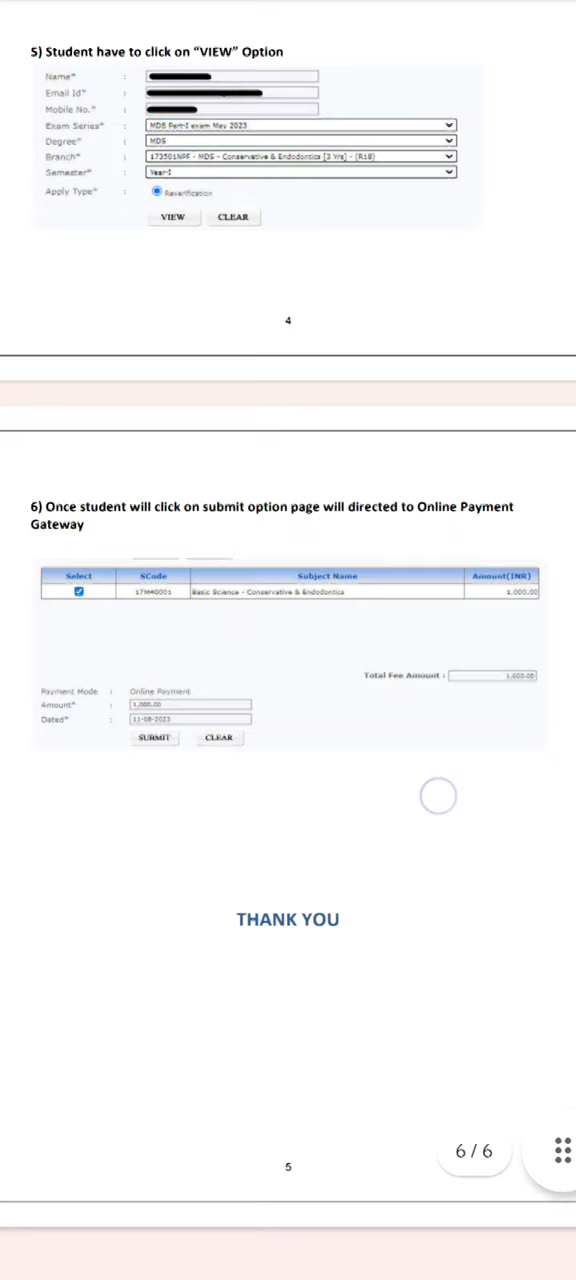 5) Student have to click on “VIEW” Option
Name* :
Email Id* :
Mobile No.* :
Exam Series* : MDS Part-I exam May 2023
Degree* : MDS
Branch* : 173501NPF - MDS - Conservative & Endodontics [3 Yrs] - (R18)
Semester* : Year-I
Apply Type* : Reverification
VIEW CLEAR
4
6) Once student will click on submit option page will directed to Online Payment
Gateway
Select SCode Subject Name Amount(INR)
17M40001 Basic Science - Conservative & Endodontics 1,000.00
Total Fee Amount : 1,000.00
Payment Mode : Online Payment
Amount* : 1,000.00
Dated* : 11-08-2023
SUBMIT CLEAR
THANK YOU
6 / 6
5